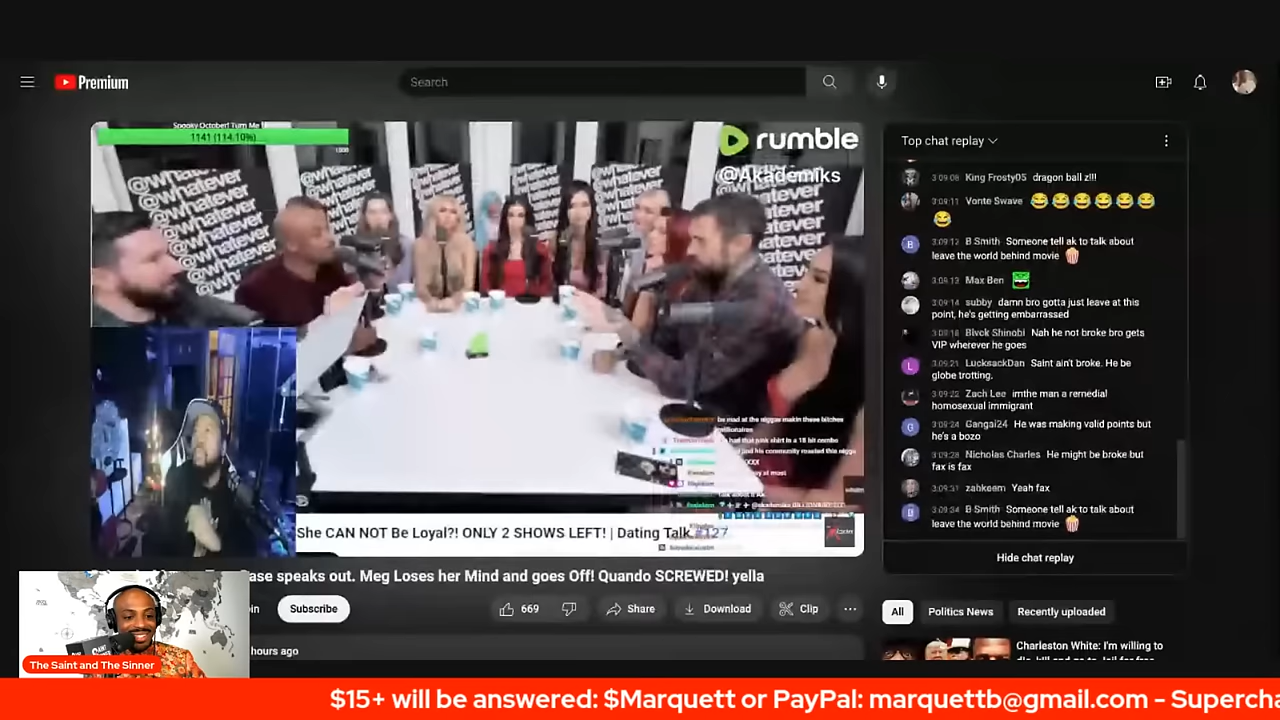 Premium
Search
Spooky October! Turn Me
1141 (114.10%)
rumble
@Akademiks
@whatever
whatever
She CAN NOT Be Loyal?! ONLY 2 SHOWS LEFT! | Dating Talk #127
ase speaks out. Meg Loses her Mind and goes Off! Quando SCREWED! yella
in
Subscribe
669
Share
Download
Clip
hours ago
Top chat replay
3:09:08 King Frosty05 dragon ball z!!!
3:09:11 Vonte Swave 😂😂😂😂😂😂
😂
3:09:12 B Smith Someone tell ak to talk about
leave the world behind movie 🍿
3:09:13 Max Ben
3:09:14 subby damn bro gotta just leave at this
point, he's getting embarrassed
3:09:18 Blvck Shinobi Nah he not broke bro gets
VIP wherever he goes
3:09:21 LucksackDan Saint ain't broke. He be
globe trotting.
3:09:22 Zach Lee imthe man a remedial
homosexual immigrant
3:09:24 Gangai24 He was making valid points but
he's a bozo
3:09:28 Nicholas Charles He might be broke but
fax is fax
3:09:31 zahkeem Yeah fax
3:09:34 B Smith Someone tell ak to talk about
leave the world behind movie 🍿
Hide chat replay
All
Politics News
Recently uploaded
Charleston White: I'm willing to
The Saint and The Sinner
$15+ will be answered: $Marquett or PayPal: marquettb@gmail.com - Supercha